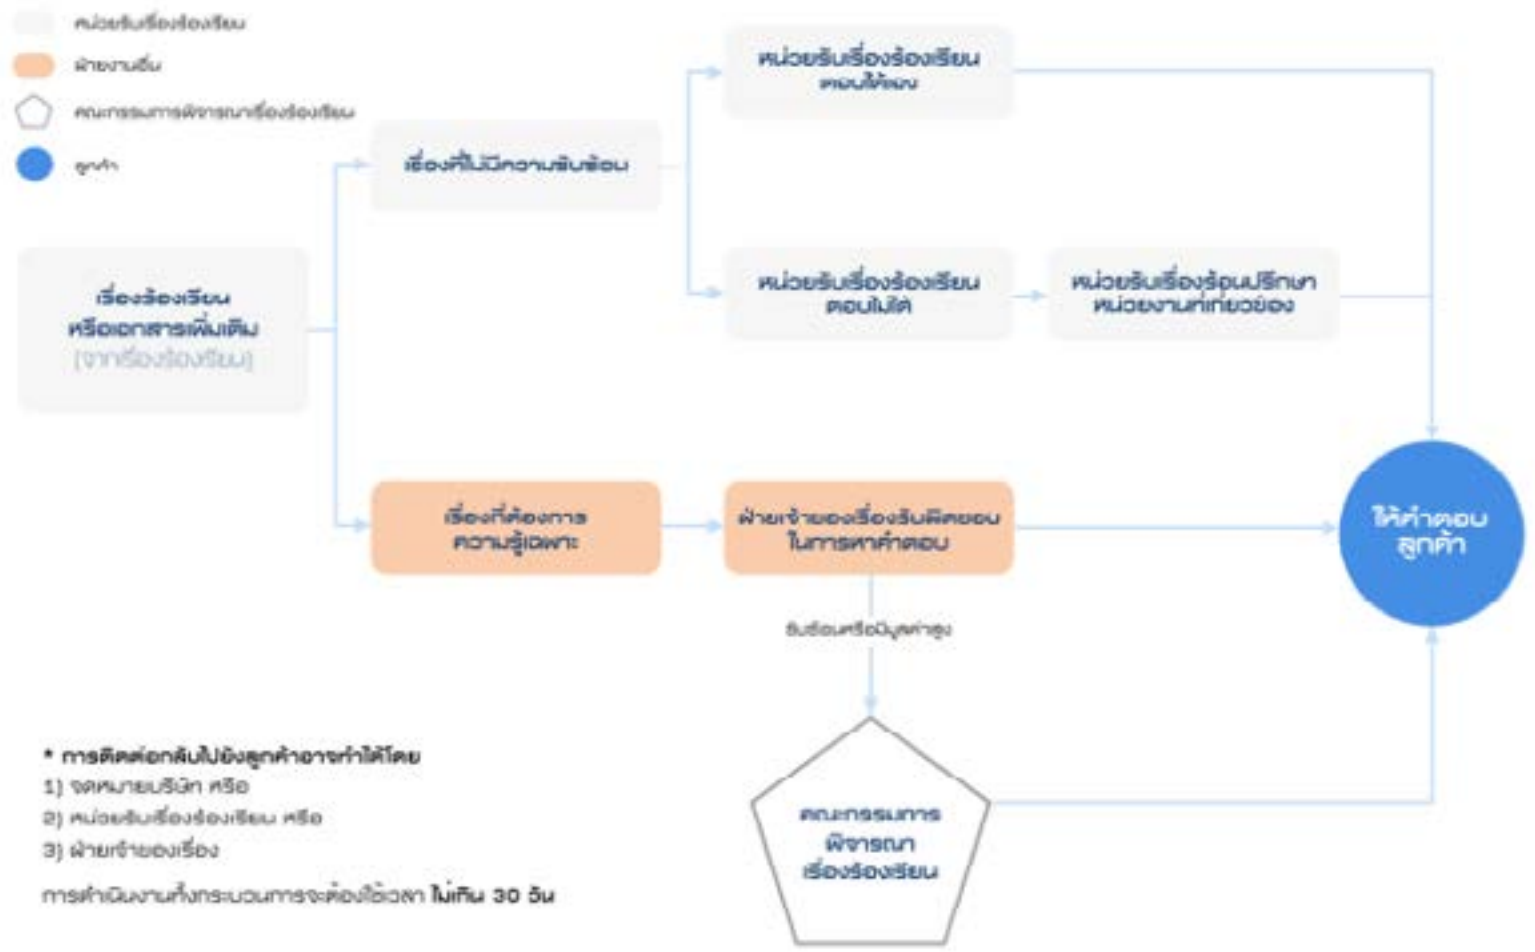 หน่วยรับเรื่องร้องเรียน
ฝ่ายงานอื่น
คณะกรรมการพิจารณาเรื่องร้องเรียน
ลูกค้า
เรื่องร้องเรียน
หรือเอกสารเพิ่มเติม
(จากเรื่องร้องเรียน)
เรื่องที่ไม่มีความซับซ้อน
หน่วยรับเรื่องร้องเรียน
ตอบได้เอง
หน่วยรับเรื่องร้องเรียน
ตอบไม่ได้
หน่วยรับเรื่องร้อนปรึกษา
หน่วยงานที่เกี่ยวข้อง
เรื่องที่ต้องการ
ความรู้เฉพาะ
ฝ่ายเจ้าของเรื่องรับผิดชอบ
ในการหาคำตอบ
ให้คำตอบ
ลูกค้า
ซับซ้อนหรือมีมูลค่าสูง
คณะกรรมการ
พิจารณา
เรื่องร้องเรียน
* การติดต่อกลับไปยังลูกค้าอาจทำได้โดย
1) จดหมายบริษัท หรือ
2) หน่วยรับเรื่องร้องเรียน หรือ
3) ฝ่ายเจ้าของเรื่อง
การดำเนินงานทั้งกระบวนการจะต้องใช้เวลา ไม่เกิน 30 วัน